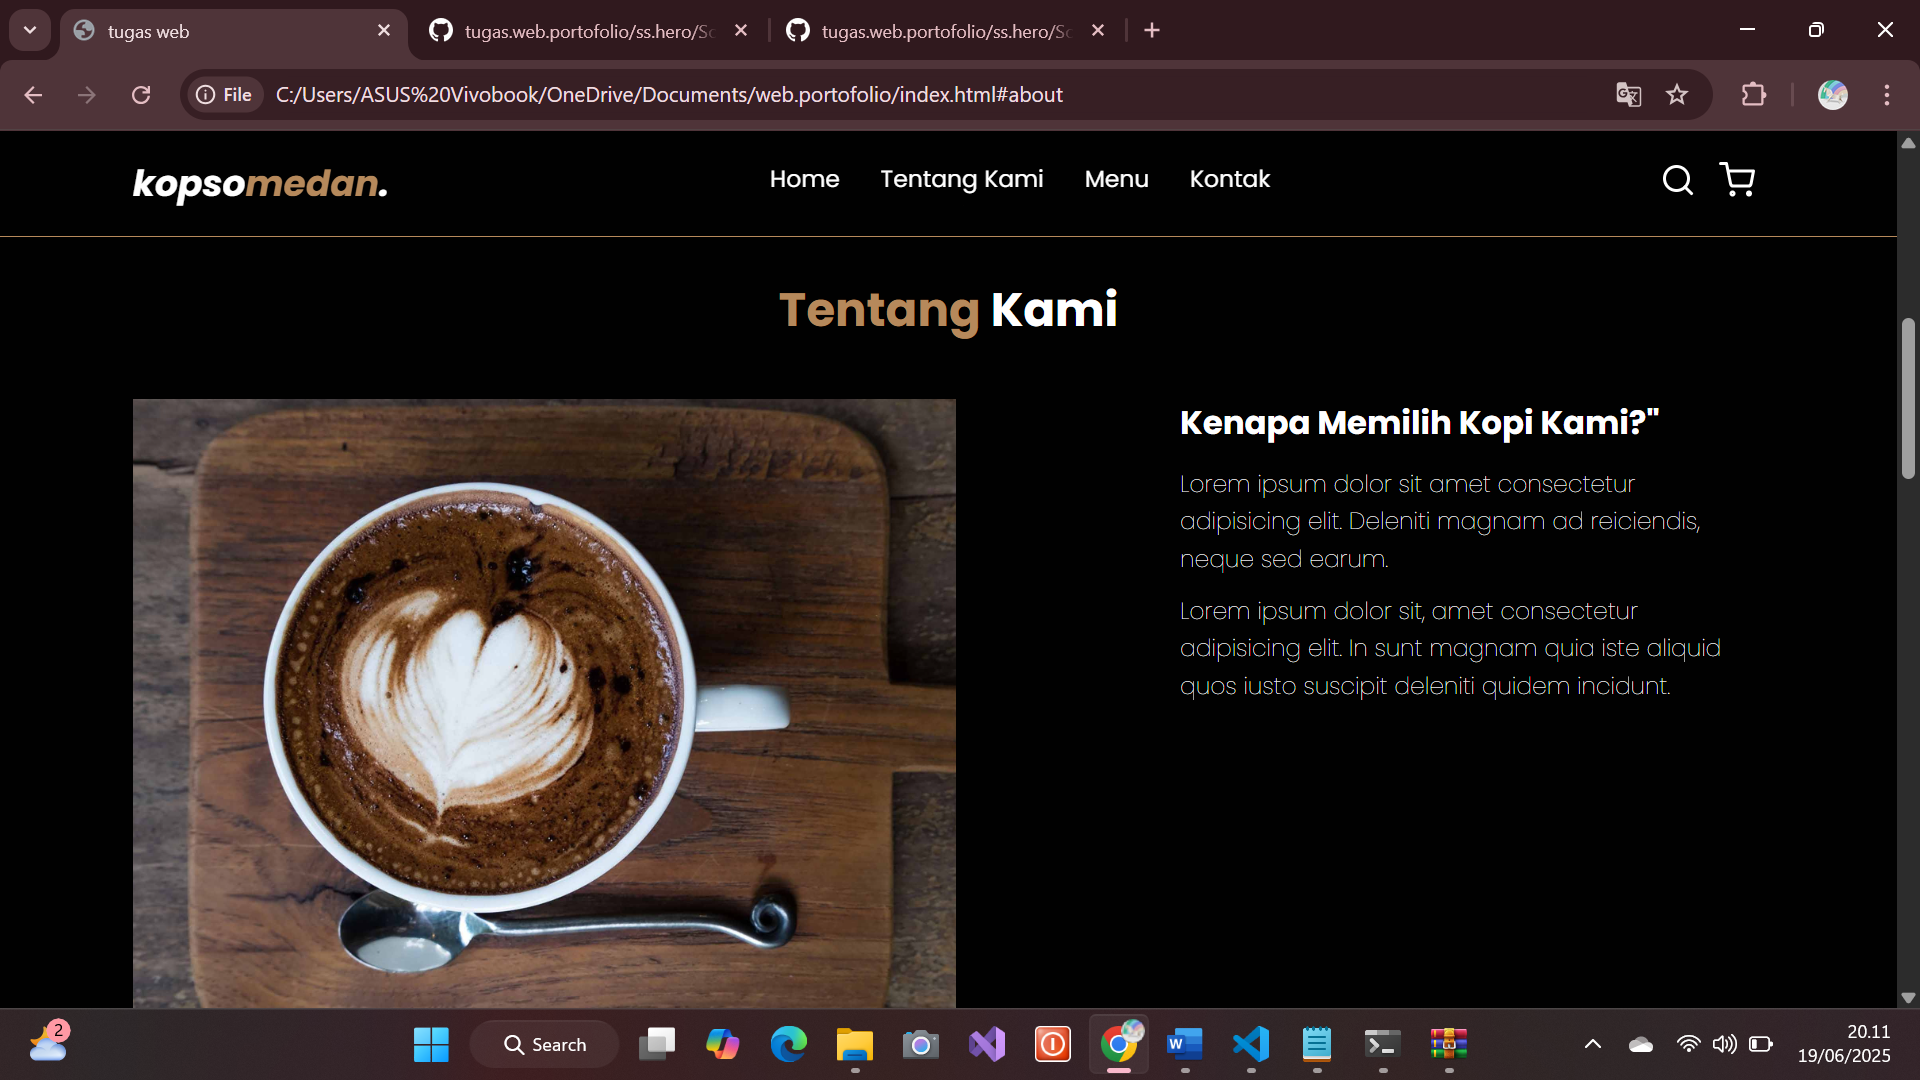 tugas web
tugas.web.portofolio/ss.hero/Sc
tugas.web.portofolio/ss.hero/Sc
File
C:/Users/ASUS%20Vivobook/OneDrive/Documents/web.portofolio/index.html#about
kopsomedan.
Home
Tentang Kami
Menu
Kontak
Tentang Kami
Kenapa Memilih Kopi Kami?"
Lorem ipsum dolor sit amet consectetur
adipisicing elit. Deleniti magnam ad reiciendis,
neque sed earum.
Lorem ipsum dolor sit, amet consectetur
adipisicing elit. In sunt magnam quia iste aliquid
quos iusto suscipit deleniti quidem incidunt.
2
Search
20.11
19/06/2025